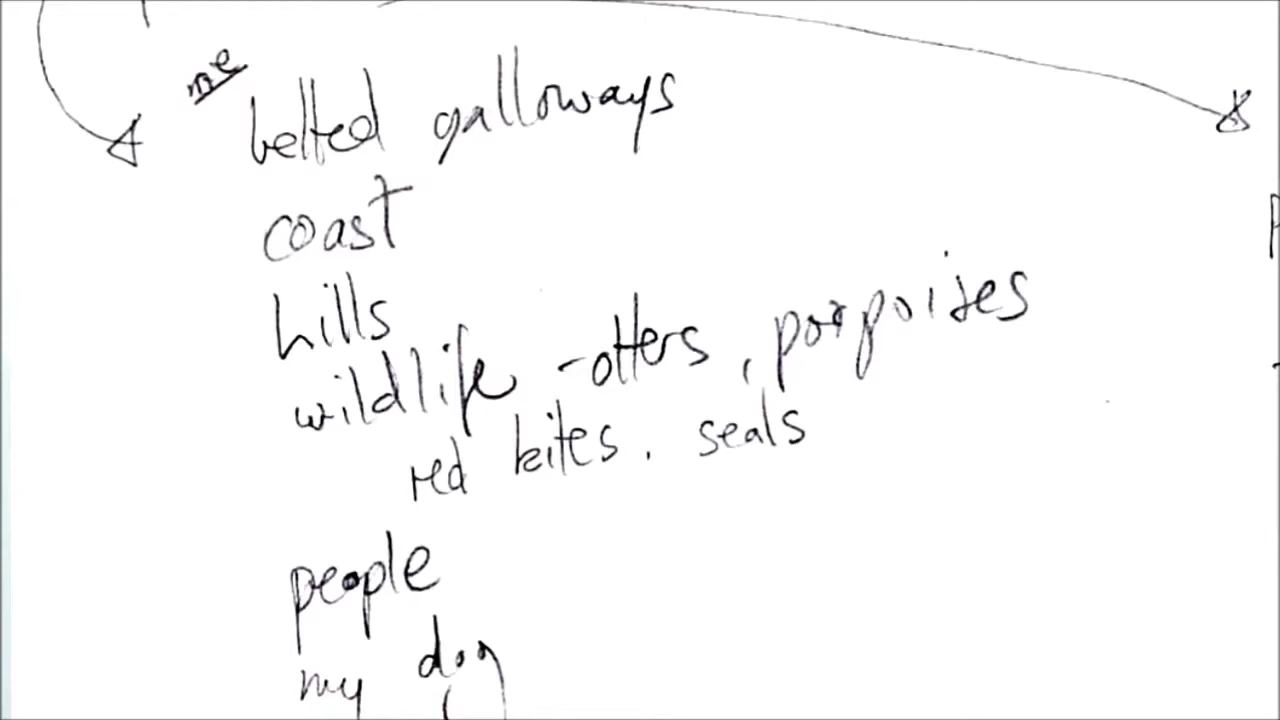 me
belted galloways
coast
hills
wildlife - otters, porpoises
red kites. seals
people
my dog